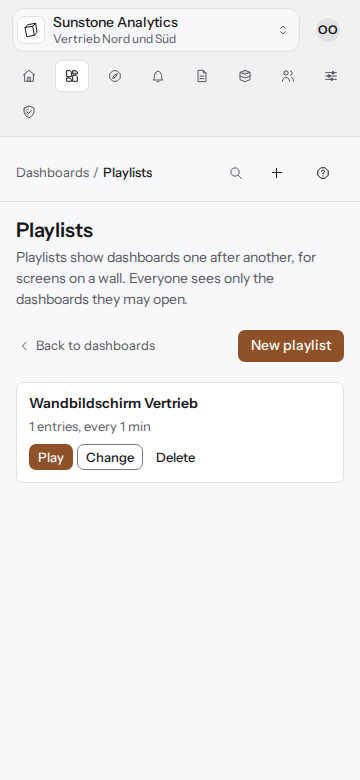 Sunstone Analytics
Vertrieb Nord und Süd
OO
Dashboards / Playlists
Playlists
Playlists show dashboards one after another, for
screens on a wall. Everyone sees only the
dashboards they may open.
Back to dashboards
New playlist
Wandbildschirm Vertrieb
1 entries, every 1 min
Play
Change
Delete